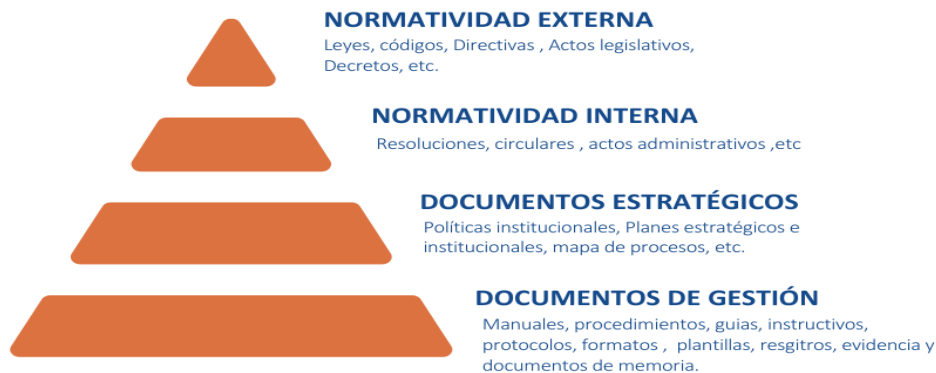 NORMATIVIDAD EXTERNA
Leyes, códigos, Directivas , Actos legislativos,
Decretos, etc.
NORMATIVIDAD INTERNA
Resoluciones, circulares , actos administrativos ,etc
DOCUMENTOS ESTRATÉGICOS
Políticas institucionales, Planes estratégicos e
institucionales, mapa de procesos, etc.
DOCUMENTOS DE GESTIÓN
Manuales, procedimientos, guias, instructivos,
protocolos, formatos ,  plantillas, resgitros, evidencia y
documentos de memoria.